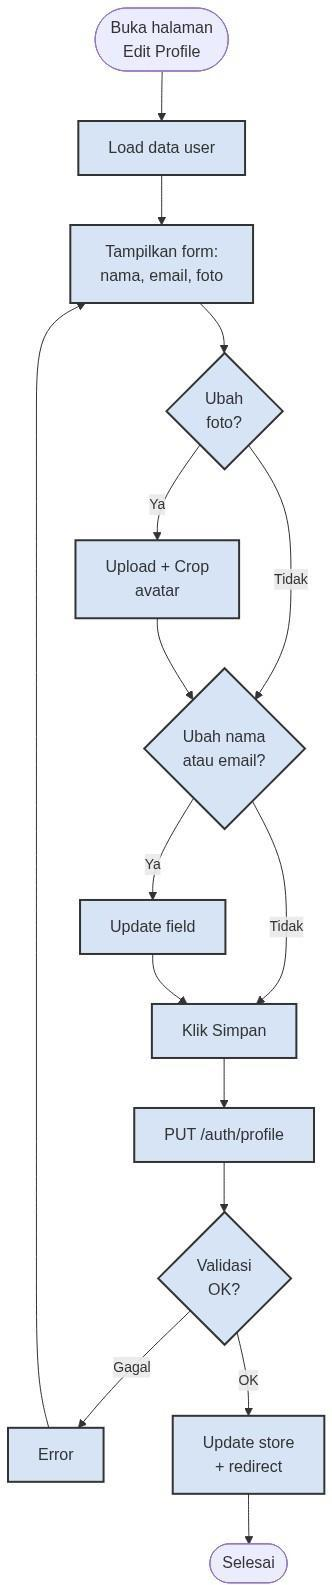 Buka halaman
Edit Profile
Load data user
Tampilkan form:
nama, email, foto
Ubah
foto?
Ya
Upload + Crop
avatar
Tidak
Ubah nama
atau email?
Ya
Update field
Tidak
Klik Simpan
PUT /auth/profile
Validasi
OK?
Gagal
OK
Error
Update store
+ redirect
Selesai